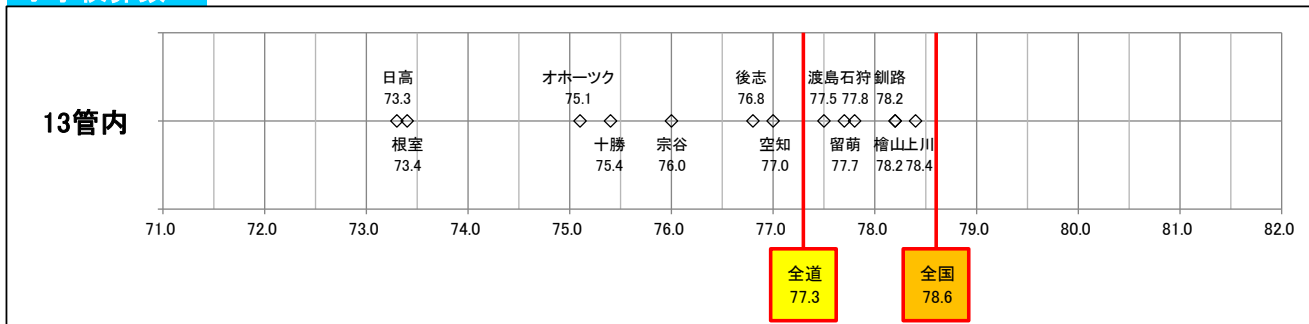 13管内
日高 オホーツク 後志 渡島 石狩 釧路
73.3 75.1 76.8 77.5 77.8 78.2
根室 十勝 宗谷 空知 留萌 檜山 上川
73.4 75.4 76.0 77.0 77.7 78.2 78.4
71.0 72.0 73.0 74.0 75.0 76.0 77.0 78.0 79.0 80.0 81.0 82.0
全道 全国
77.3 78.6